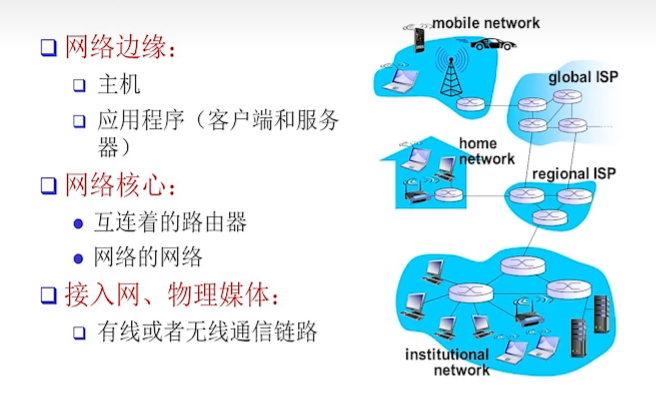 网络边缘：
主机
应用程序（客户端和服务
器）
网络核心：
互连着的路由器
网络的网络
接入网、物理媒体：
有线或者无线通信链路
mobile network
global ISP
home
network
regional ISP
institutional
network